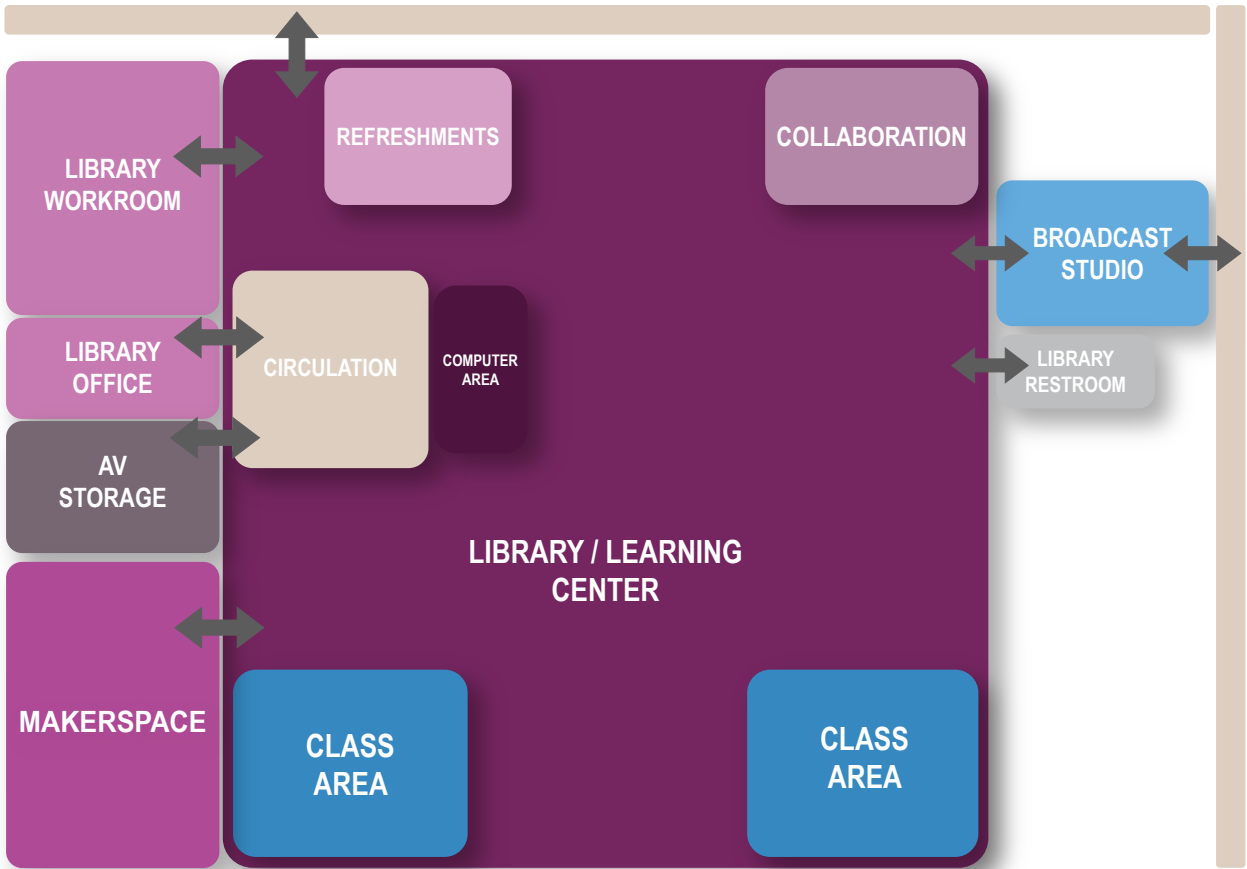 REFRESHMENTS
COLLABORATION
LIBRARY
WORKROOM
BROADCAST
STUDIO
LIBRARY
OFFICE
CIRCULATION
COMPUTER
AREA
LIBRARY
RESTROOM
AV
STORAGE
LIBRARY / LEARNING
CENTER
MAKERSPACE
CLASS
AREA
CLASS
AREA